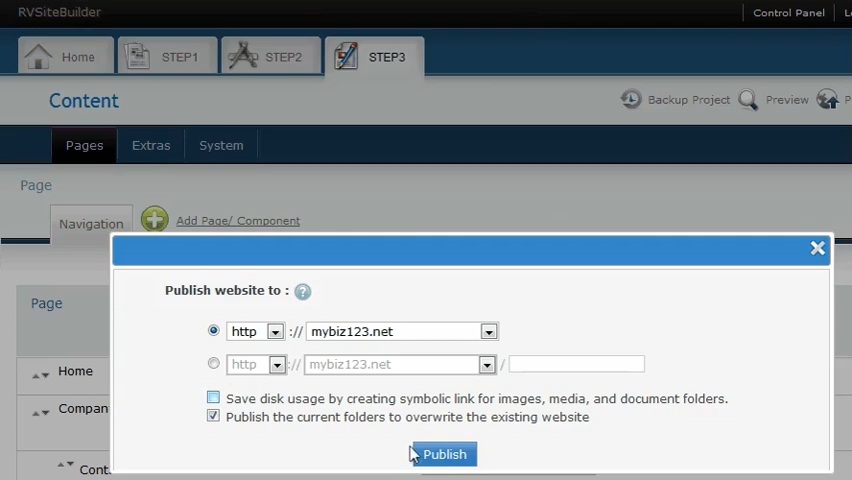 RVSiteBuilder
Control Panel
Home
STEP1
STEP2
STEP3
Content
Backup Project
Preview
Pages
Extras
System
Page
Navigation
Add Page/ Component
Publish website to :
Page
http :// mybiz123.net
http :// mybiz123.net /
Home
Save disk usage by creating symbolic link for images, media, and document folders.
Publish the current folders to overwrite the existing website
Publish